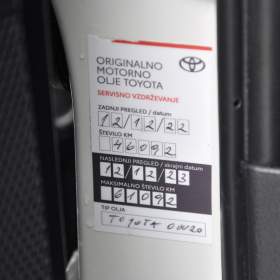 ORIGINALNO
MOTORNO
OLJE TOYOTA
SERVISNO VZDRŽEVANJE
ZADNJI PREGLED / datum
12/12/22
ŠTEVILO KM
46092
NASLEDNJI PREGLED / skrajni datum
12/12/23
MAKSIMALNO ŠTEVILO KM
61092
TIP OLJA
TOYOTA 0W20